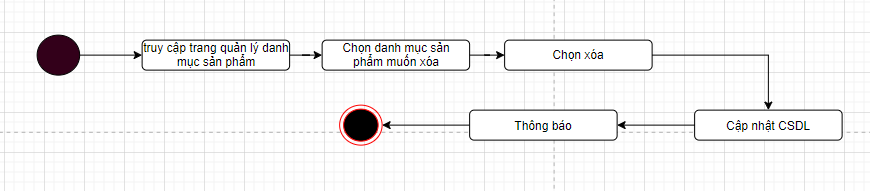 truy cập trang quản lý danh
mục sản phẩm
Chọn danh mục sản
phẩm muốn xóa
Chọn xóa
Cập nhật CSDL
Thông báo